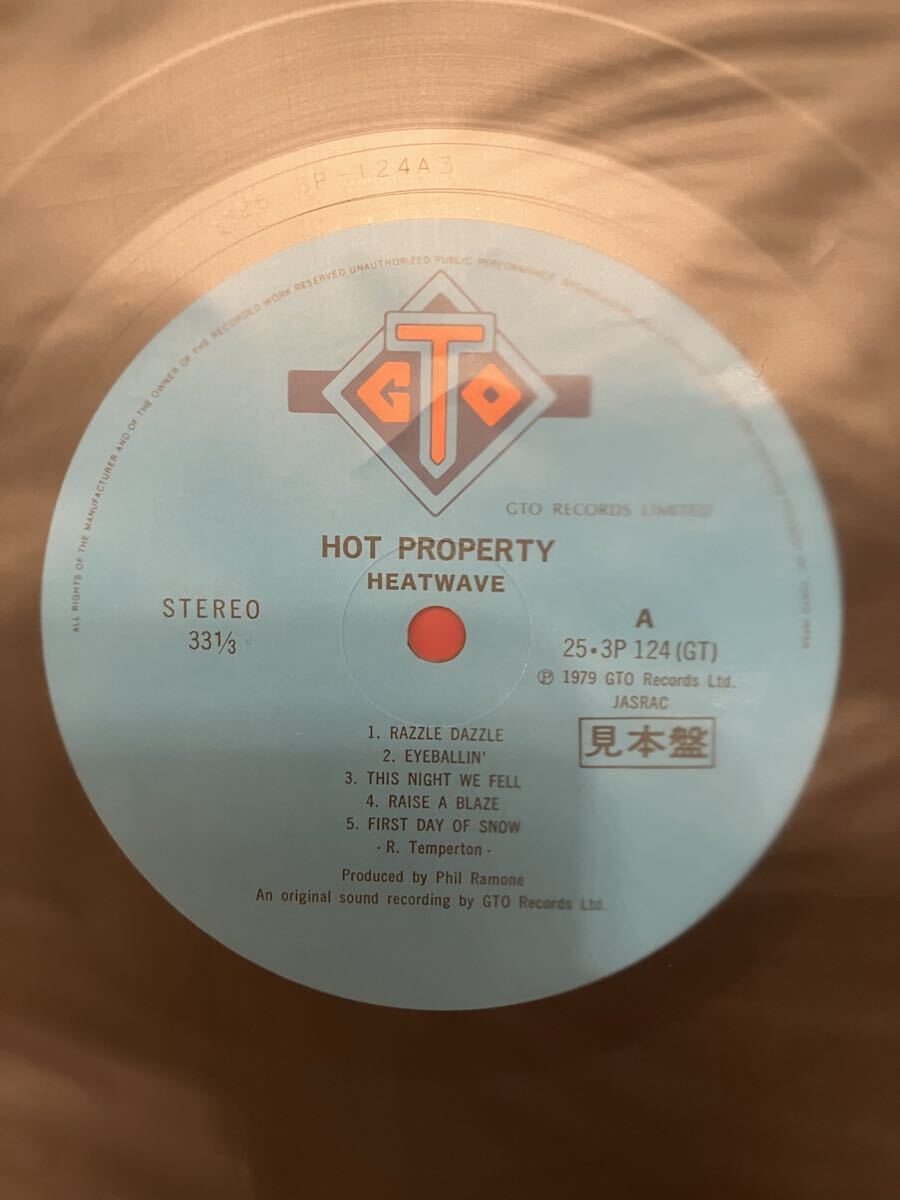 25 3P-124A3
ALL RIGHTS OF THE MANUFACTURER AND OF THE OWNER OF THE RECORDED WORK RESERVED UNAUTHORIZED PUBLIC PERFORMANCE
GTO
GTO RECORDS LIMITED
HOT PROPERTY
HEATWAVE
STEREO
33⅓
A
25・3P 124(GT)
Ⓟ 1979 GTO Records Ltd.
JASRAC
見本盤
1. RAZZLE DAZZLE
2. EYEBALLIN'
3. THIS NIGHT WE FELL
4. RAISE A BLAZE
5. FIRST DAY OF SNOW
- R. Temperton -
Produced by Phil Ramone
An original sound recording by GTO Records Ltd.